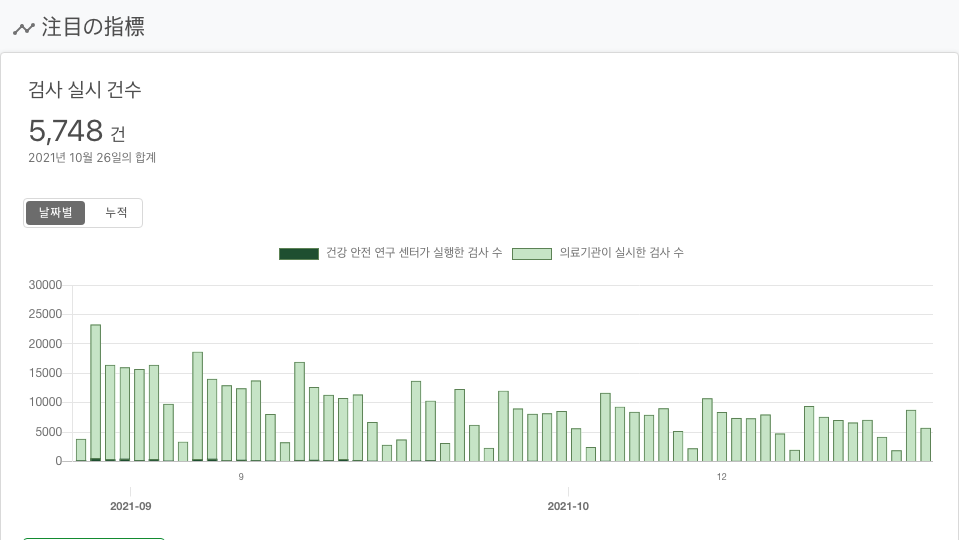 注目の指標
검사 실시 건수
5,748 건
2021년 10월 26일의 합계
날짜별 누적
건강 안전 연구 센터가 실행한 검사 수 의료기관이 실시한 검사 수
30000
25000
20000
15000
10000
5000
0
9 12
2021-09 2021-10